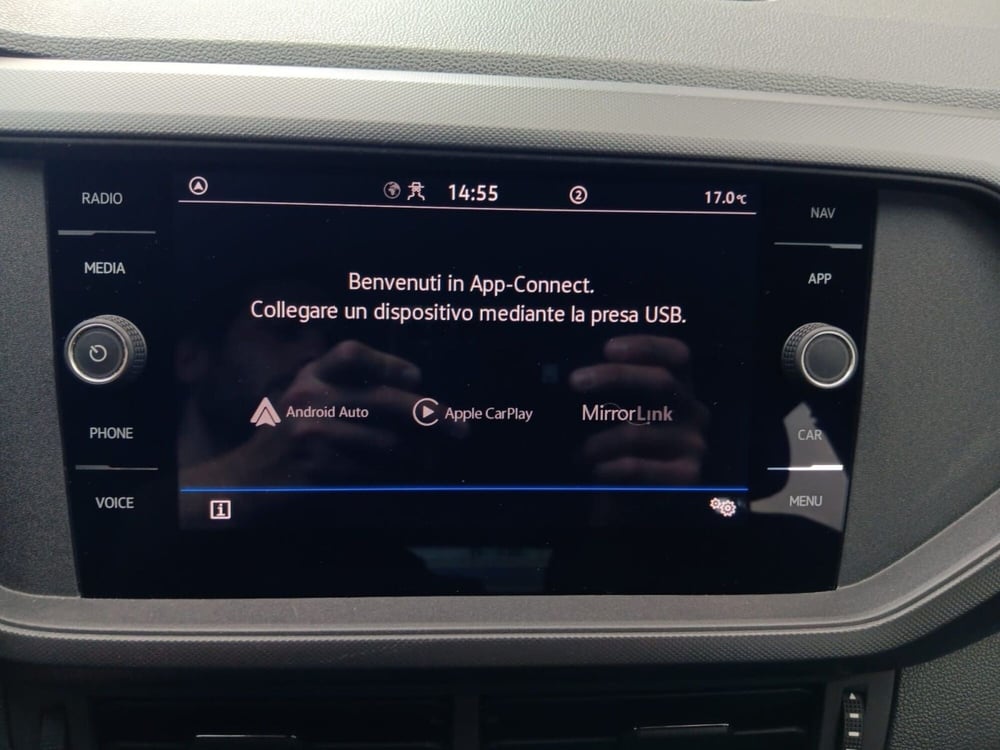 RADIO
MEDIA
PHONE
VOICE
14:55
2
17.0°C
Benvenuti in App-Connect.
Collegare un dispositivo mediante la presa USB.
Android Auto
Apple CarPlay
MirrorLink
i
NAV
APP
CAR
MENU